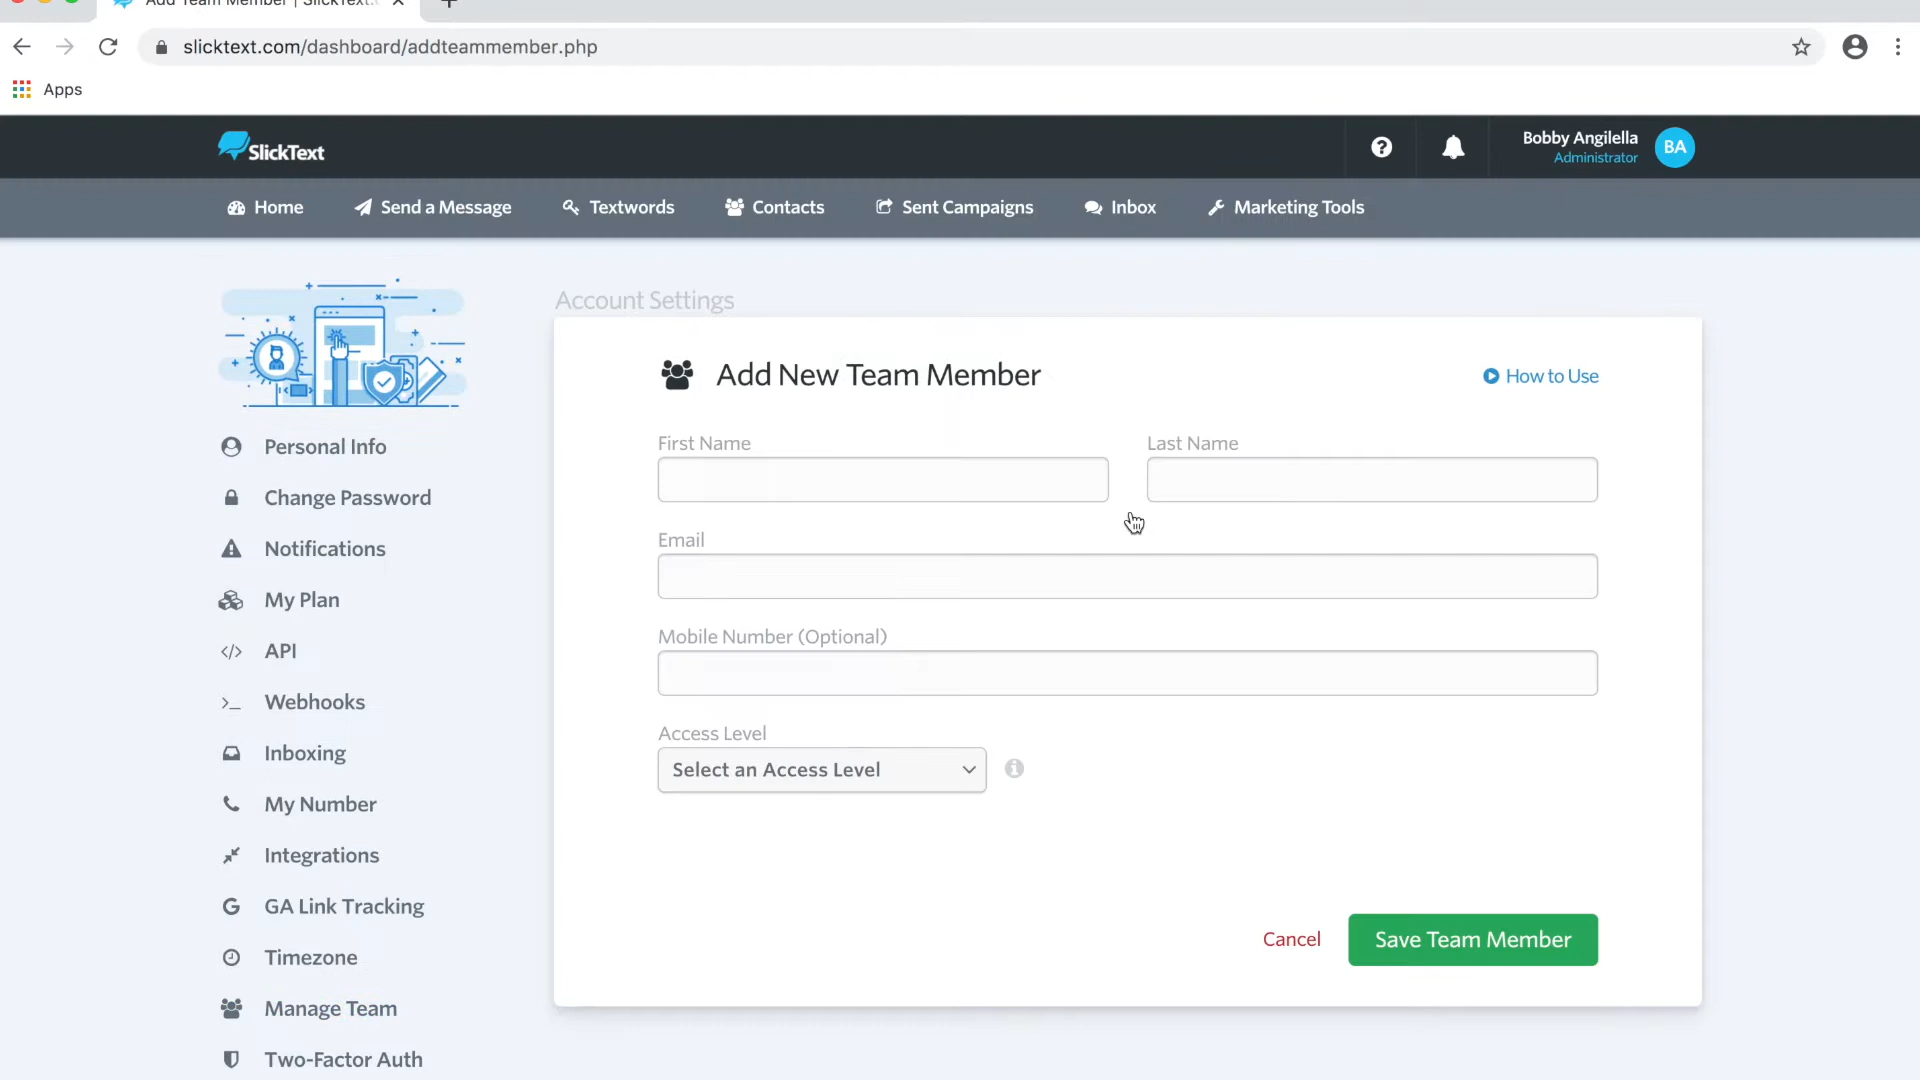 Add Team Member | SlickText.c
slicktext.com/dashboard/addteammember.php
Apps
SlickText
Bobby Angilella
Administrator
BA
Home
Send a Message
Textwords
Contacts
Sent Campaigns
Inbox
Marketing Tools
Account Settings
Personal Info
Change Password
Notifications
My Plan
API
Webhooks
Inboxing
My Number
Integrations
GA Link Tracking
Timezone
Manage Team
Two-Factor Auth
Add New Team Member
How to Use
First Name
Last Name
Email
Mobile Number (Optional)
Access Level
Select an Access Level
Cancel
Save Team Member